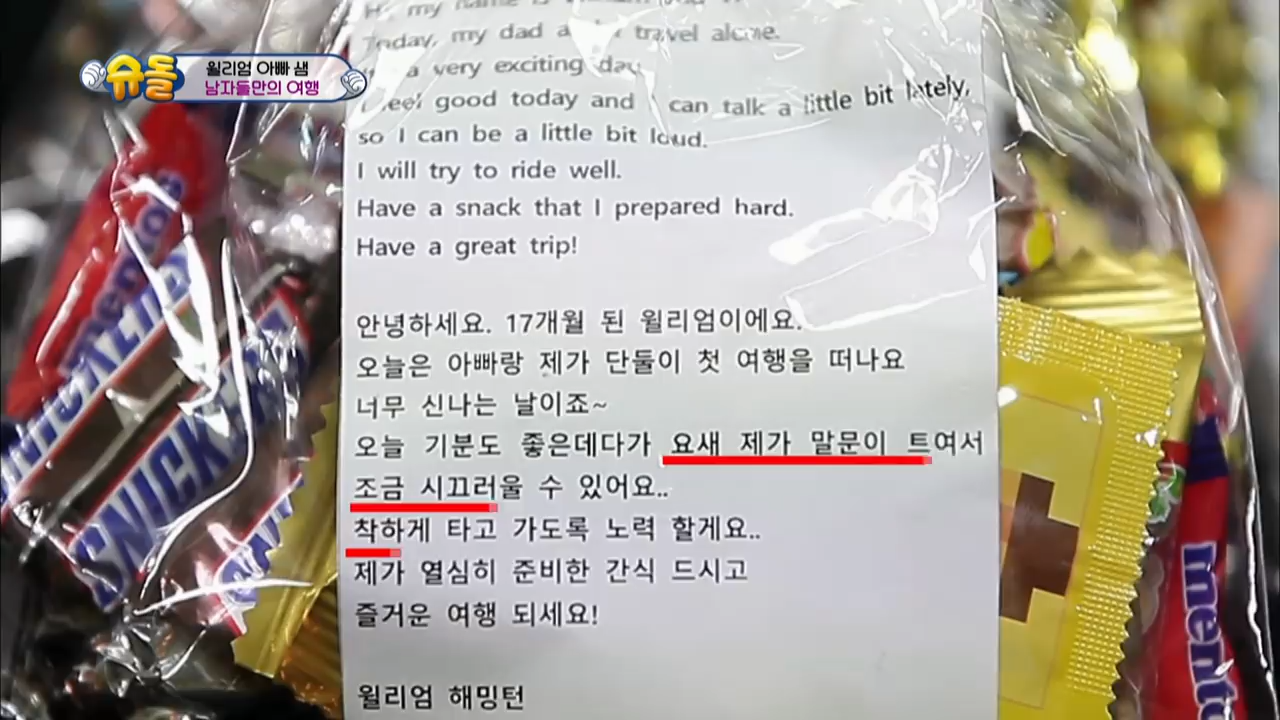 슈돌
윌리엄 아빠 샘
남자들만의 여행
Hi, my name is
Today, my dad travel alone.
a very exciting day
feel good today and I can talk a little bit lately,
so I can be a little bit loud.
I will try to ride well.
Have a snack that I prepared hard.
Have a great trip!
안녕하세요. 17개월 된 윌리엄이에요.
오늘은 아빠랑 제가 단둘이 첫 여행을 떠나요
너무 신나는 날이죠~
오늘 기분도 좋은데다가 요새 제가 말문이 트여서
조금 시끄러울 수 있어요..
착하게 타고 가도록 노력 할게요..
제가 열심히 준비한 간식 드시고
즐거운 여행 되세요!
윌리엄 해밍턴
mentos
SNICKERS
SNICK
mento